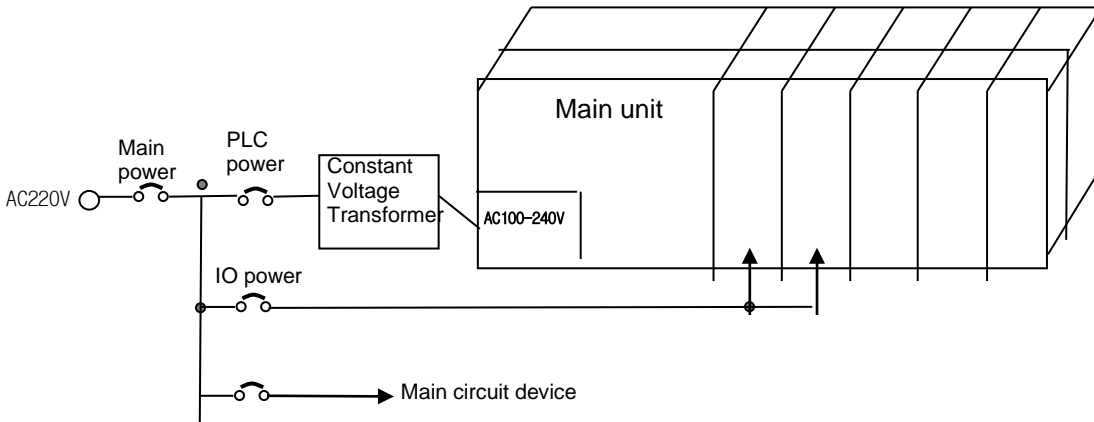 Main unit
Main
power
PLC
power
Constant
Voltage
Transformer
AC220V
AC100-240V
IO power
Main circuit device